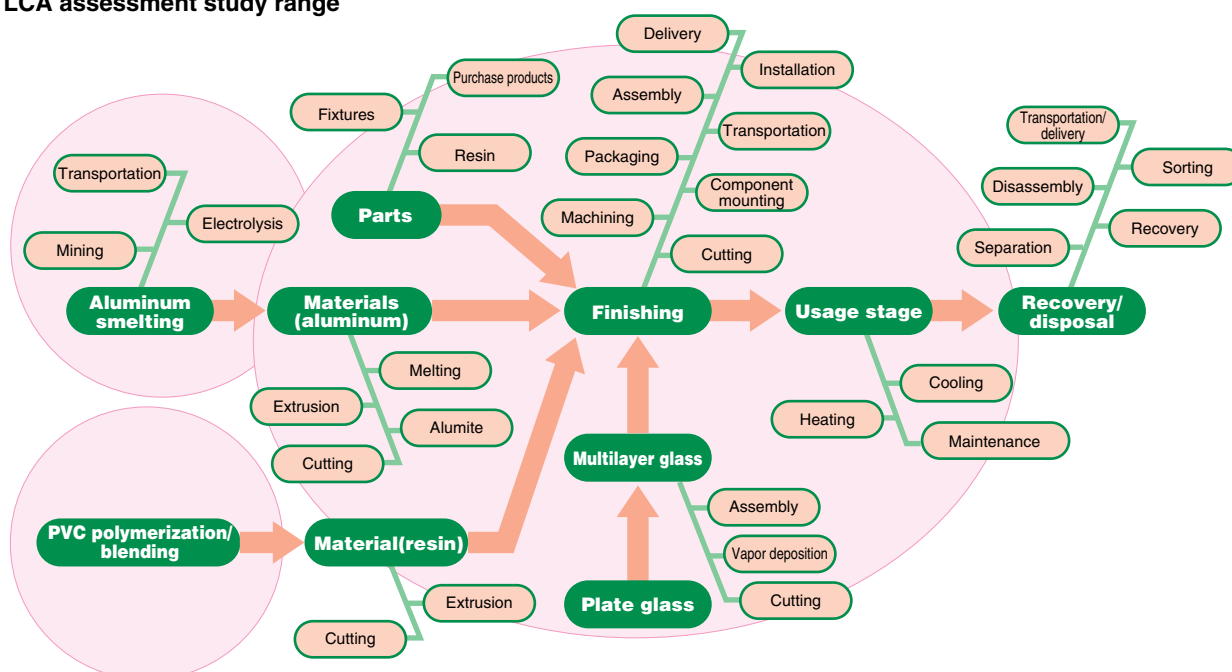 LCA assessment study range
Delivery
Purchase products
Installation
Fixtures
Assembly
Transportation/
delivery
Transportation
Resin
Packaging
Sorting
Transportation
Disassembly
Component
mounting
Parts
Machining
Electrolysis
Recovery
Mining
Separation
Cutting
Aluminum
smelting
Materials
(aluminum)
Finishing
Usage stage
Recovery/
disposal
Melting
Cooling
Extrusion
Heating
Alumite
Maintenance
Cutting
Multilayer glass
Assembly
PVC polymerization/
blending
Material(resin)
Vapor deposition
Extrusion
Plate glass
Cutting
Cutting